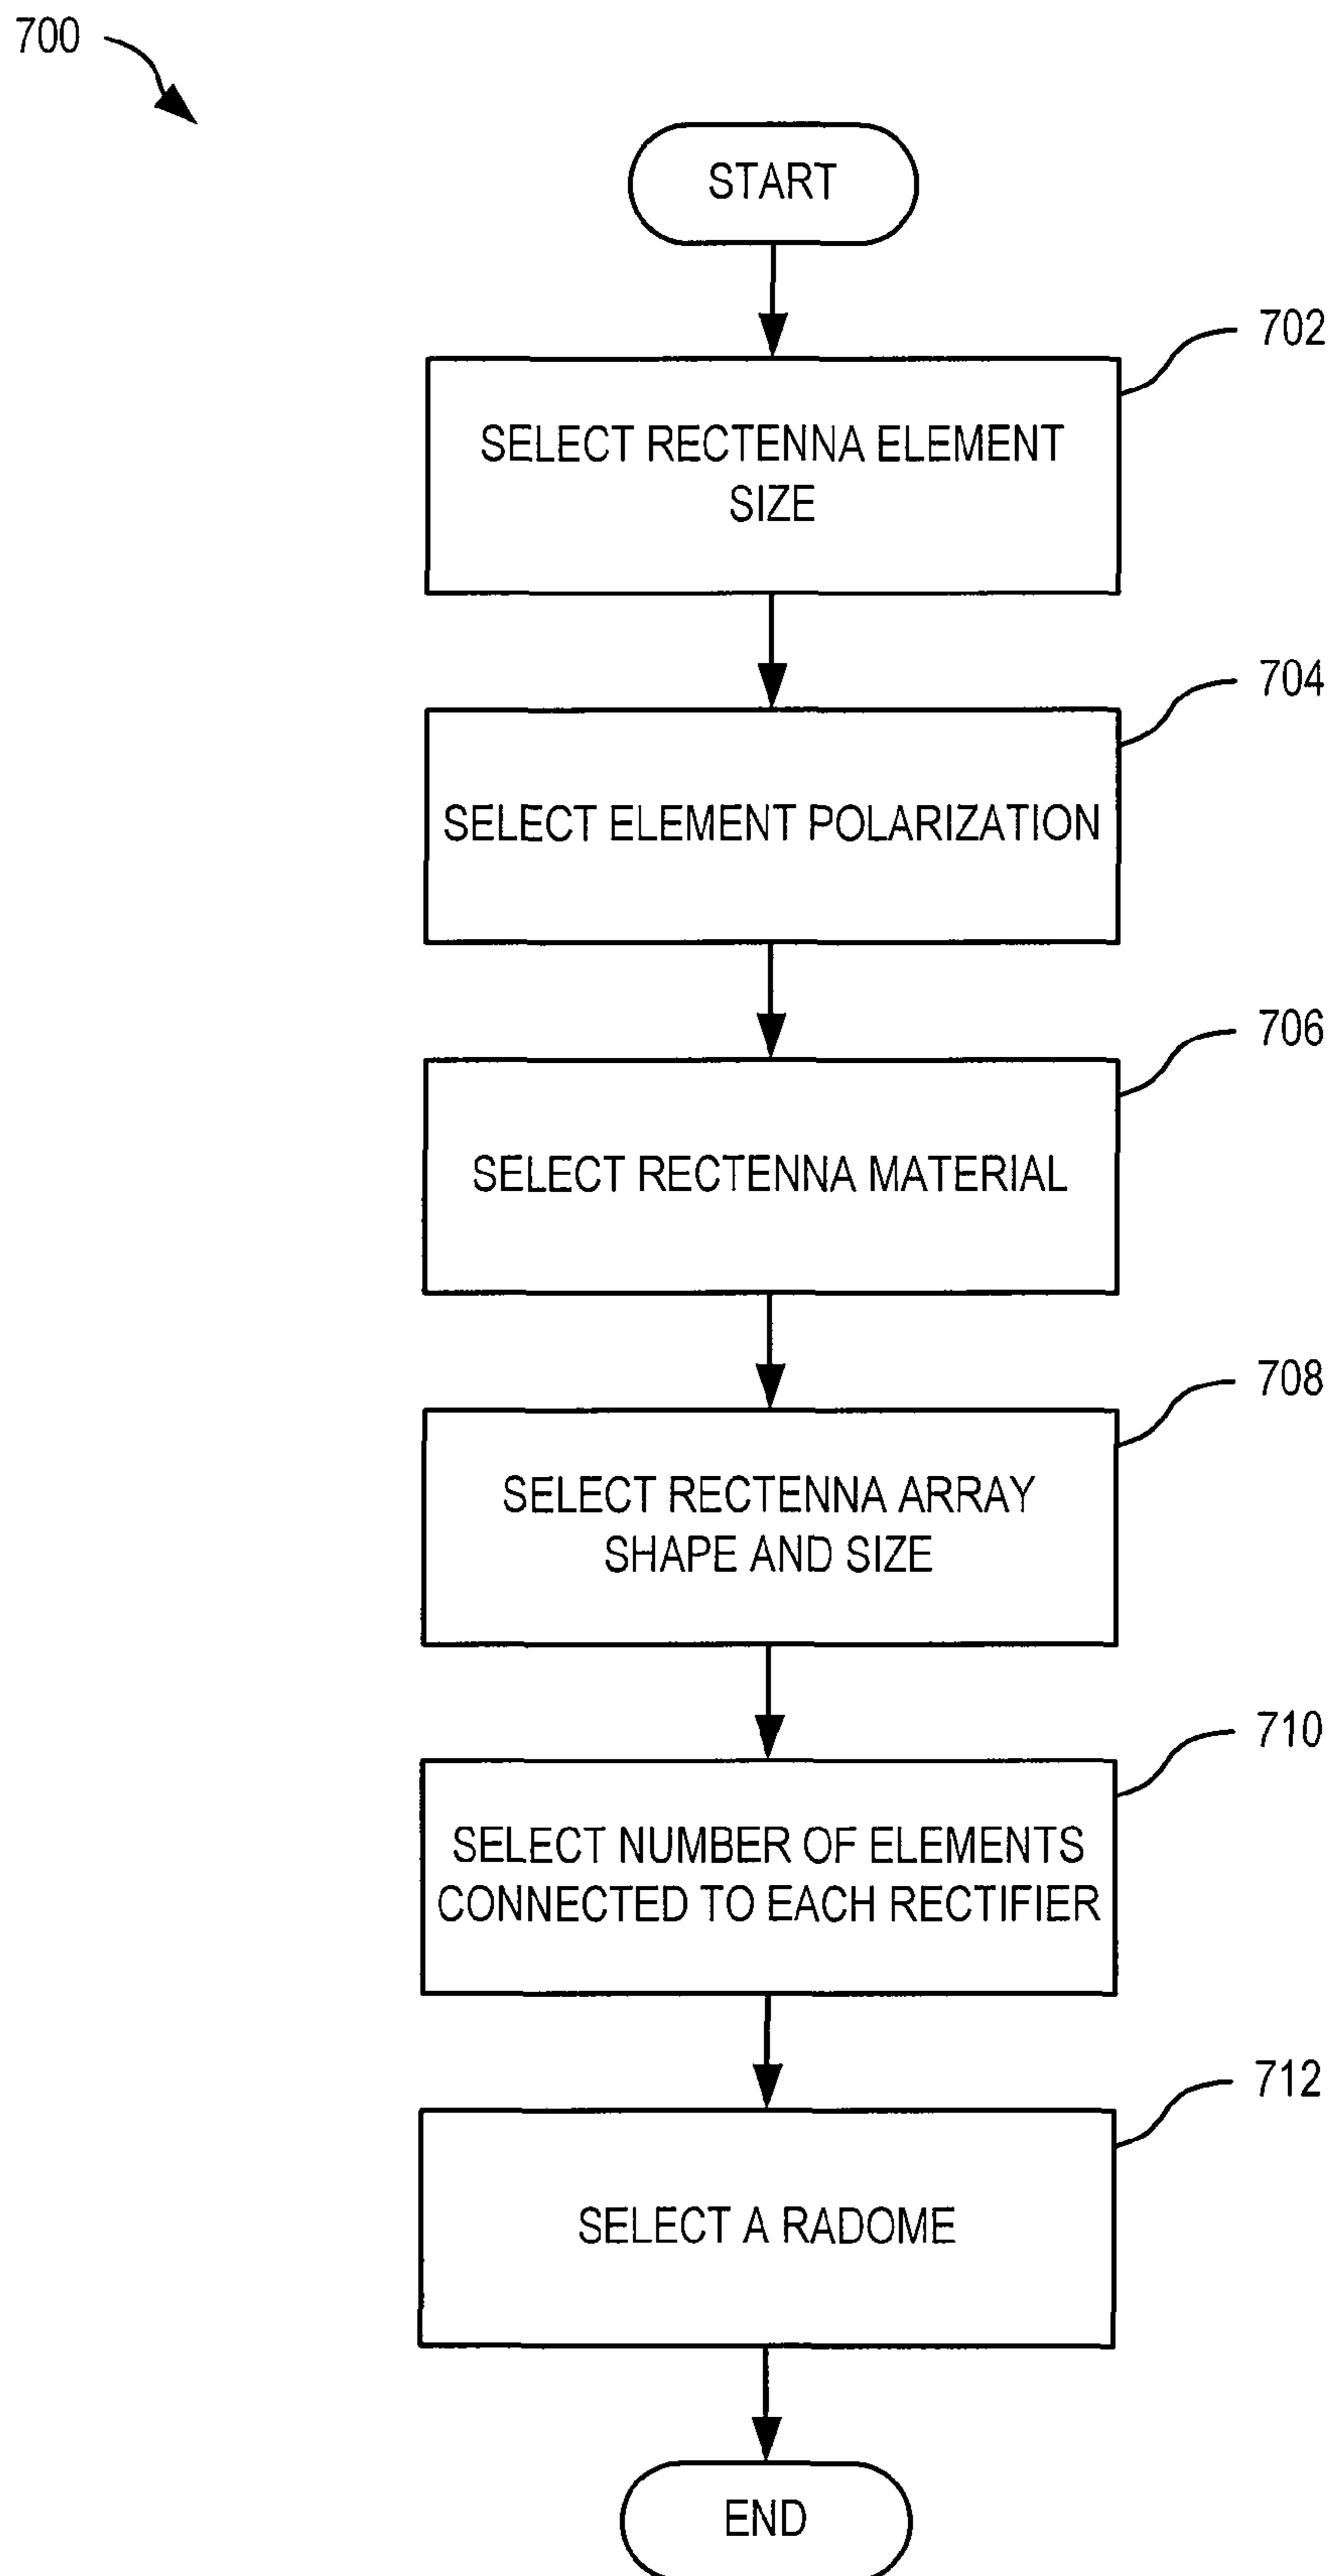 700
START
702
SELECT RECTENNA ELEMENT
SIZE
704
SELECT ELEMENT POLARIZATION
706
SELECT RECTENNA MATERIAL
708
SELECT RECTENNA ARRAY
SHAPE AND SIZE
710
SELECT NUMBER OF ELEMENTS
CONNECTED TO EACH RECTIFIER
712
SELECT A RADOME
END